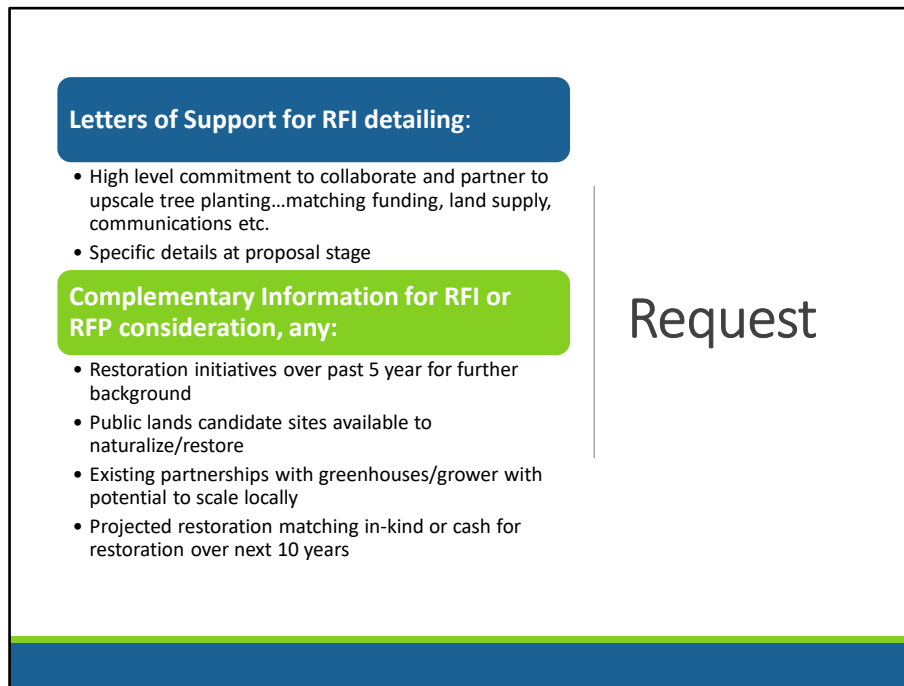 Letters of Support for RFI detailing:
• High level commitment to collaborate and partner to
upscale tree planting...matching funding, land supply,
communications etc.
• Specific details at proposal stage
Complementary Information for RFI or
RFP consideration, any:
• Restoration initiatives over past 5 year for further
background
• Public lands candidate sites available to
naturalize/restore
• Existing partnerships with greenhouses/grower with
potential to scale locally
• Projected restoration matching in-kind or cash for
restoration over next 10 years
Request